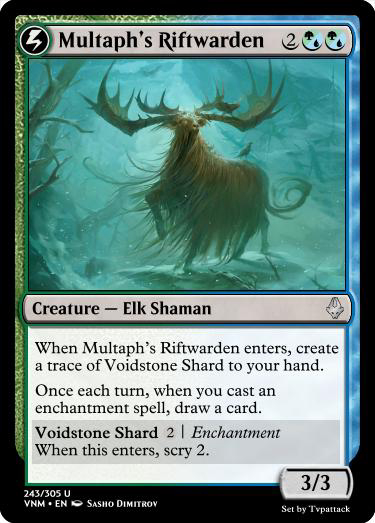 Multaph's Riftwarden 2
Creature — Elk Shaman
When Multaph's Riftwarden enters, create
a trace of Voidstone Shard to your hand.
Once each turn, when you cast an
enchantment spell, draw a card.
Voidstone Shard 2 | Enchantment
When this enters, scry 2.
3/3
243/305 U
VNM • EN Sasho Dimitrov
Set by Tvpattack